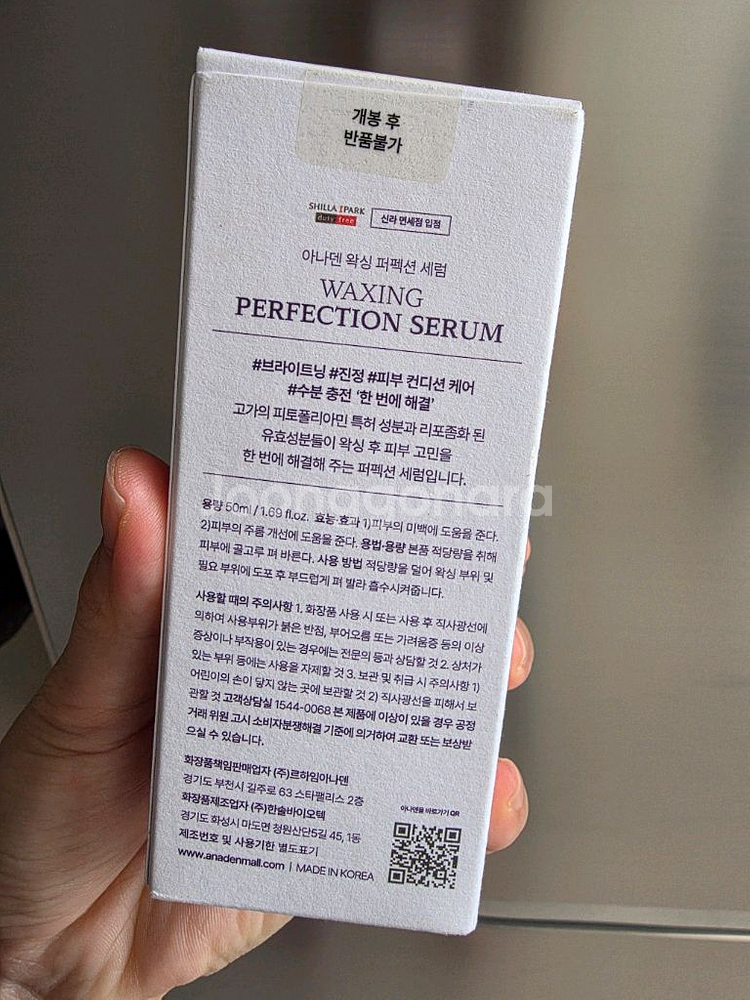 개봉 후
반품불가
SHILLA IPARK
duty free
신라 면세점 입점
아나덴 왁싱 퍼펙션 세럼
WAXING
PERFECTION SERUM
#브라이트닝 #진정 #피부 컨디션 케어
#수분 충전 ‘한 번에 해결’
고가의 피토폴리아민 특허 성분과 리포좀화 된
유효성분들이 왁싱 후 피부 고민을
한 번에 해결해 주는 퍼펙션 세럼입니다.
Joonggonara
용량 50ml / 1.69 fl.oz. 효능·효과 1)피부의 미백에 도움을 준다.
2)피부의 주름 개선에 도움을 준다. 용법·용량 본품 적당량을 취해
피부에 골고루 펴 바른다. 사용 방법 적당량을 덜어 왁싱 부위 및
필요 부위에 도포 후 부드럽게 펴 발라 흡수시켜줍니다.
사용할 때의 주의사항 1. 화장품 사용 시 또는 사용 후 직사광선에
의하여 사용부위가 붉은 반점, 부어오름 또는 가려움증 등의 이상
증상이나 부작용이 있는 경우에는 전문의 등과 상담할 것 2. 상처가
있는 부위 등에는 사용을 자제할 것 3. 보관 및 취급 시 주의사항 1)
어린이의 손이 닿지 않는 곳에 보관할 것 2) 직사광선을 피해서 보
관할 것 고객상담실 1544-0068 본 제품에 이상이 있을 경우 공정
거래 위원 고시 소비자분쟁해결 기준에 의거하여 교환 또는 보상받
으실 수 있습니다.
화장품책임판매업자 (주)르하임아나덴
경기도 부천시 길주로 63 스타팰리스 2층
화장품제조업자 (주)한솔바이오텍
경기도 화성시 마도면 청원산단5길 45, 1동
제조번호 및 사용기한 별도표기
www.anadenmall.com | MADE IN KOREA
아나덴몰 바로가기 QR